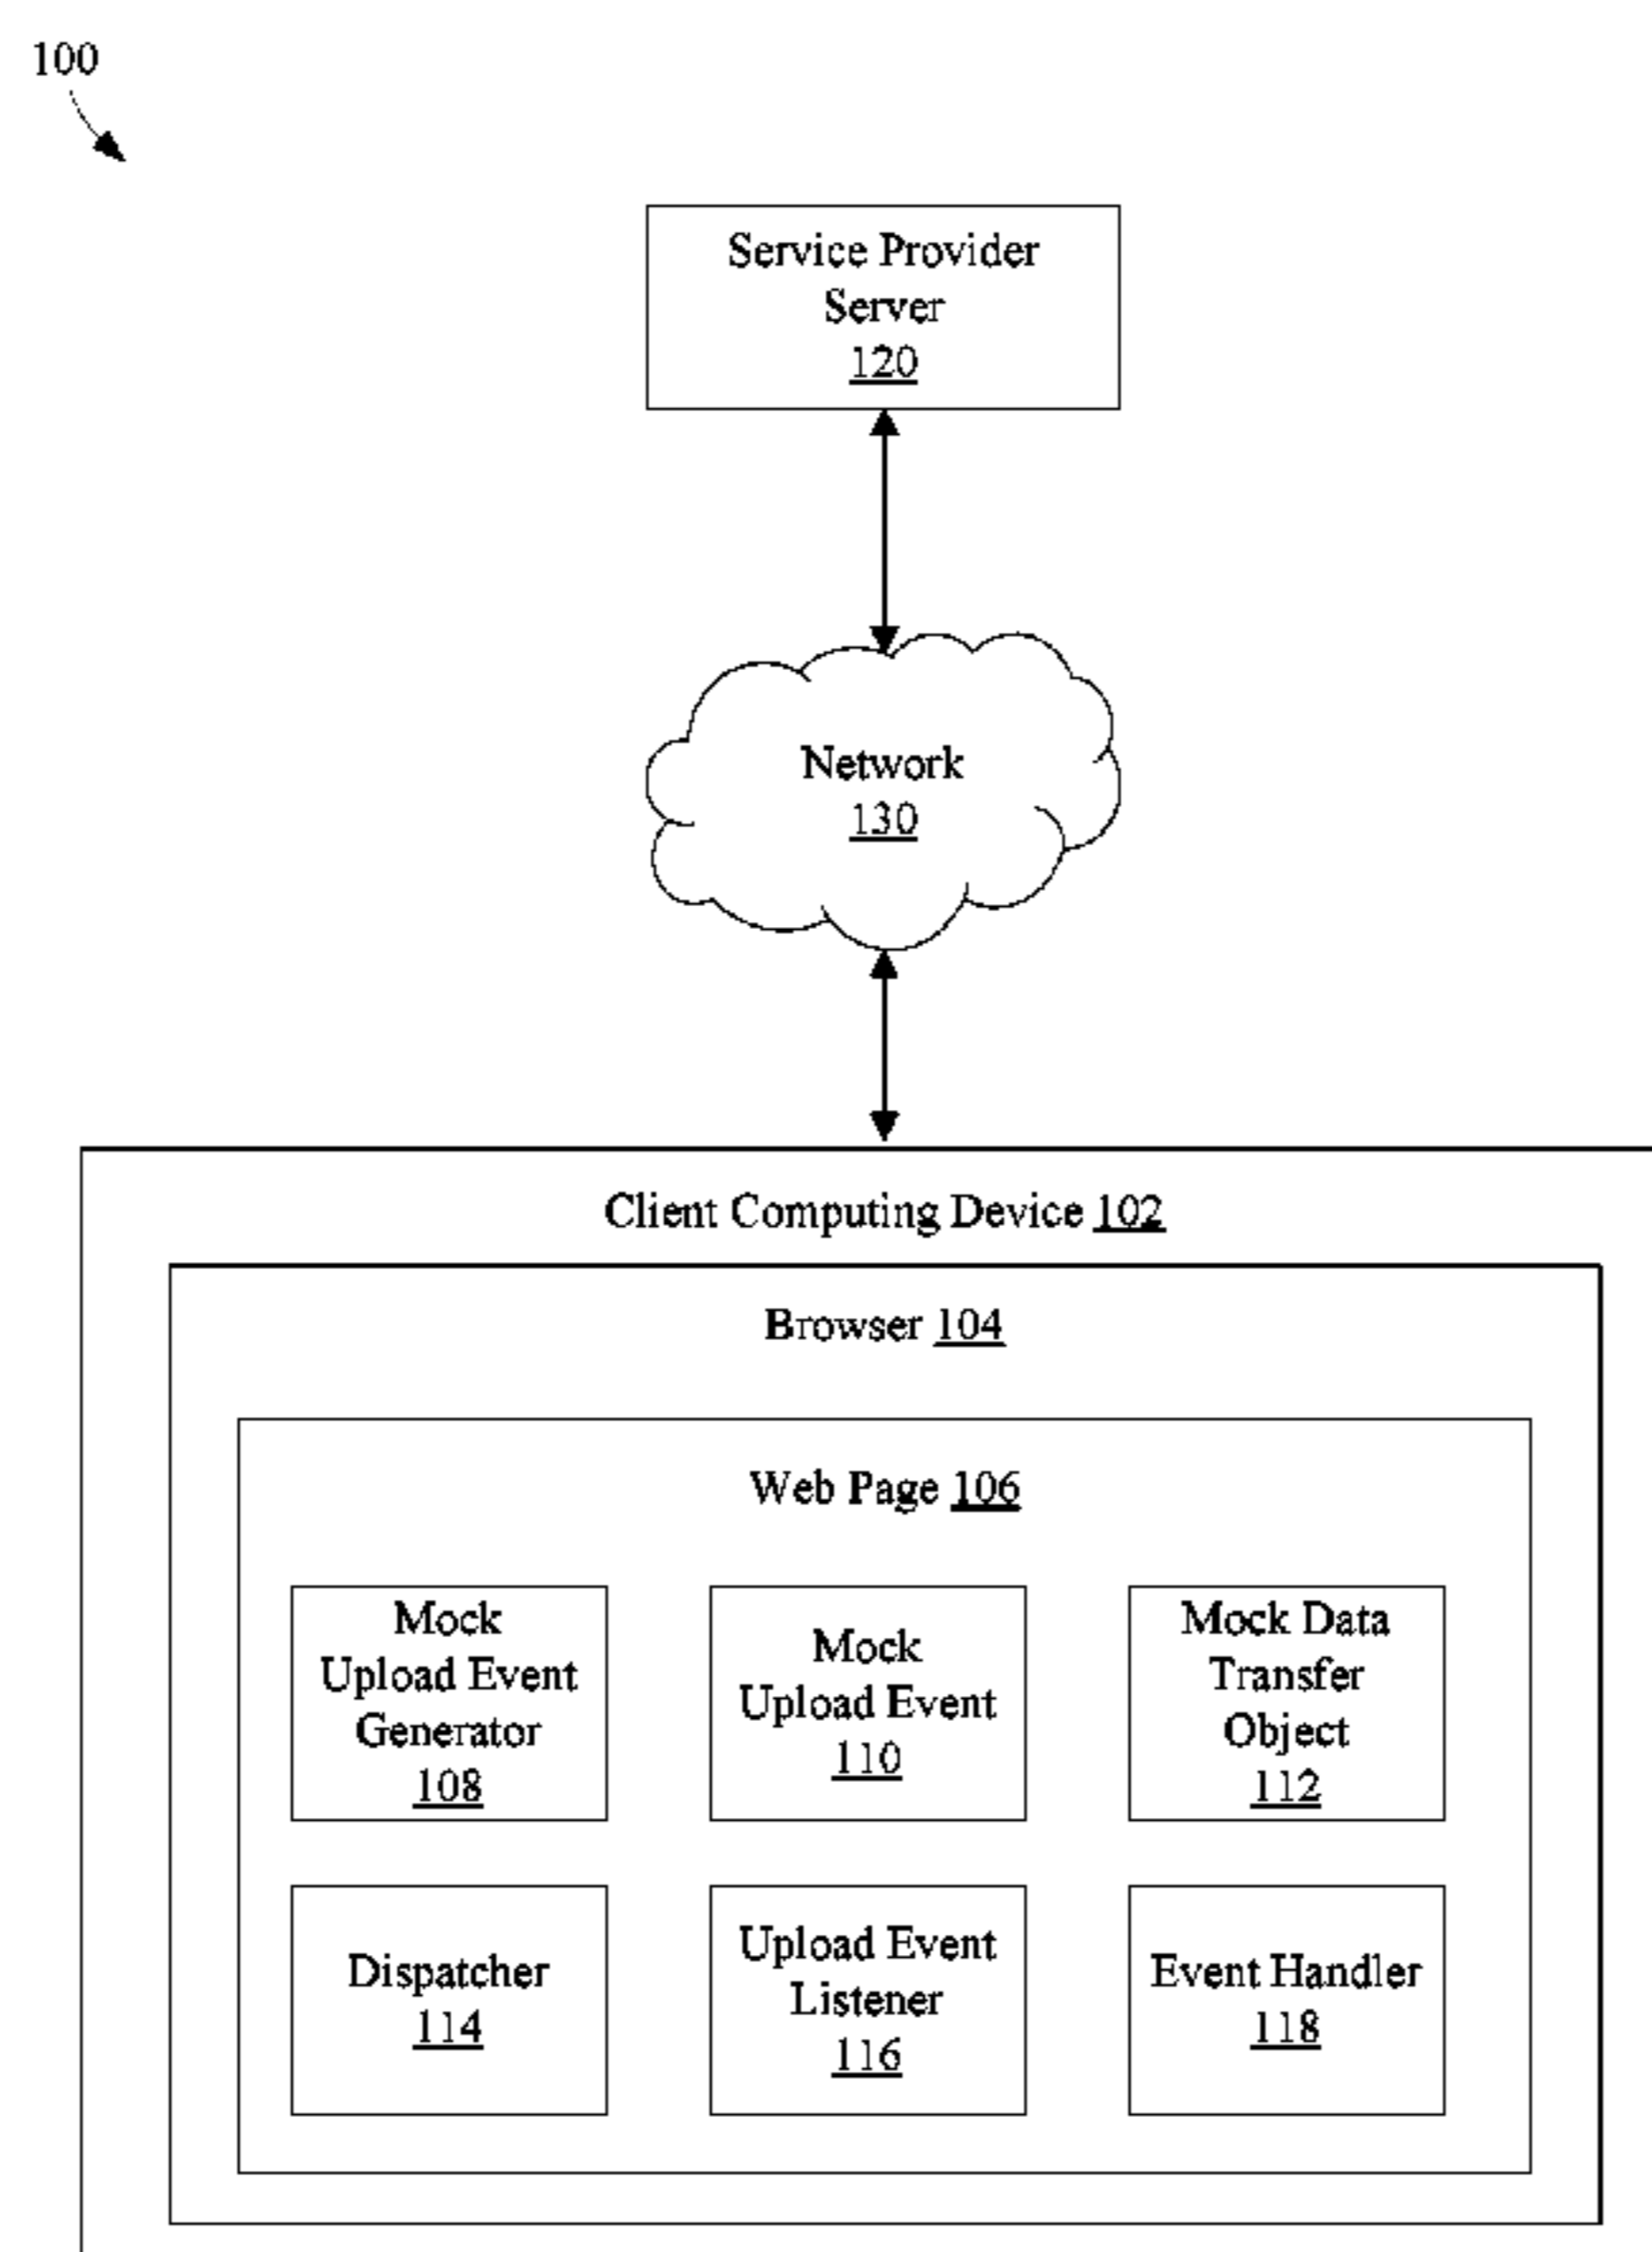 100
Service Provider
Server
120
Network
130
Client Computing Device 102
Browser 104
Web Page 106
Mock
Upload Event
Generator
108
Mock
Upload Event
110
Mock Data
Transfer
Object
112
Dispatcher
114
Upload Event
Listener
116
Event Handler
118